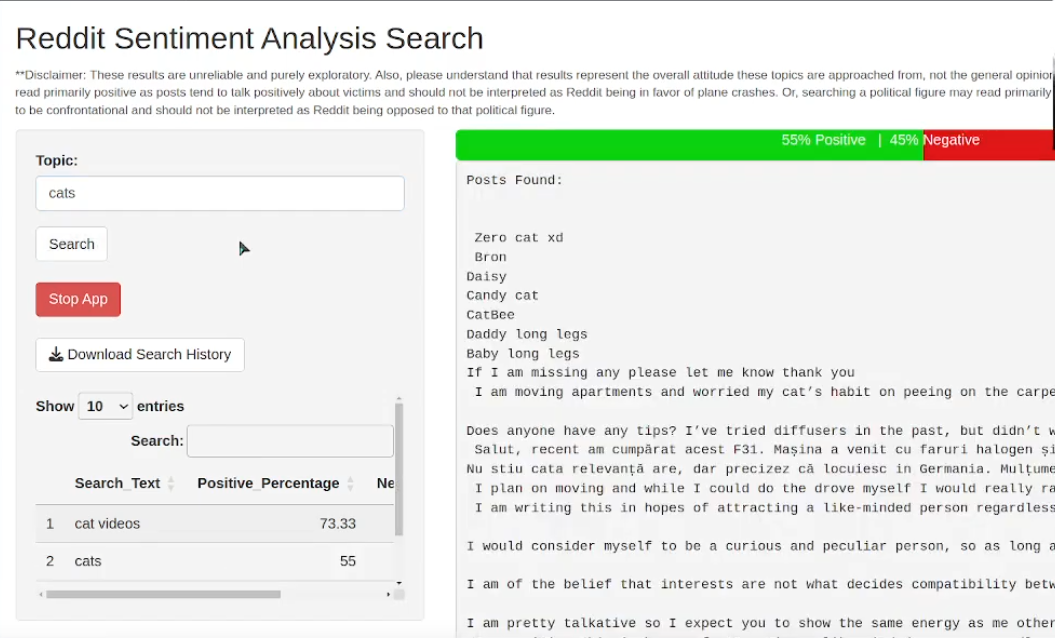 Reddit Sentiment Analysis Search
**Disclaimer: These results are unreliable and purely exploratory. Also, please understand that results represent the overall attitude these topics are approached from, not the general opinion
read primarily positive as posts tend to talk positively about victims and should not be interpreted as Reddit being in favor of plane crashes. Or, searching a political figure may read primarily
to be confrontational and should not be interpreted as Reddit being opposed to that political figure.
Topic:
cats
Search
Stop App
Download Search History
Show 10 entries
Search:
Search_Text Positive_Percentage Ne
1 cat videos 73.33
2 cats 55
55% Positive | 45% Negative
Posts Found:
Zero cat xd
Bron
Daisy
Candy cat
CatBee
Daddy long legs
Baby long legs
If I am missing any please let me know thank you
I am moving apartments and worried my cat's habit on peeing on the carpe
Does anyone have any tips? I've tried diffusers in the past, but didn't w
Salut, recent am cumpărat acest F31. Mașina a venit cu faruri halogen și
Nu stiu cata relevanță are, dar precizez că locuiesc in Germania. Mulțume
I plan on moving and while I could do the drove myself I would really ra
I am writing this in hopes of attracting a like-minded person regardless
I would consider myself to be a curious and peculiar person, so as long a
I am of the belief that interests are not what decides compatibility betw
I am pretty talkative so I expect you to show the same energy as me other